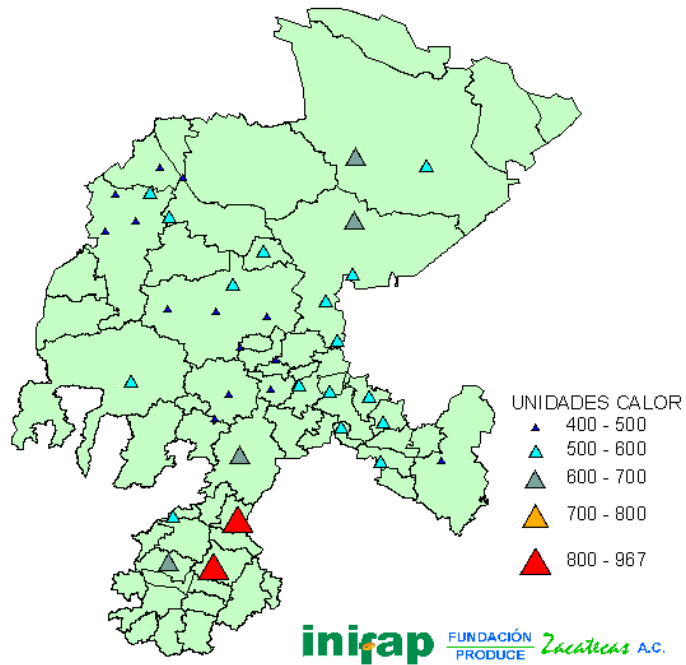 UNIDADES CALOR
400 - 500
500 - 600
600 - 700
700 - 800
800 - 967
inifap
FUNDACIÓN
PRODUCE
Zacatecas A.C.